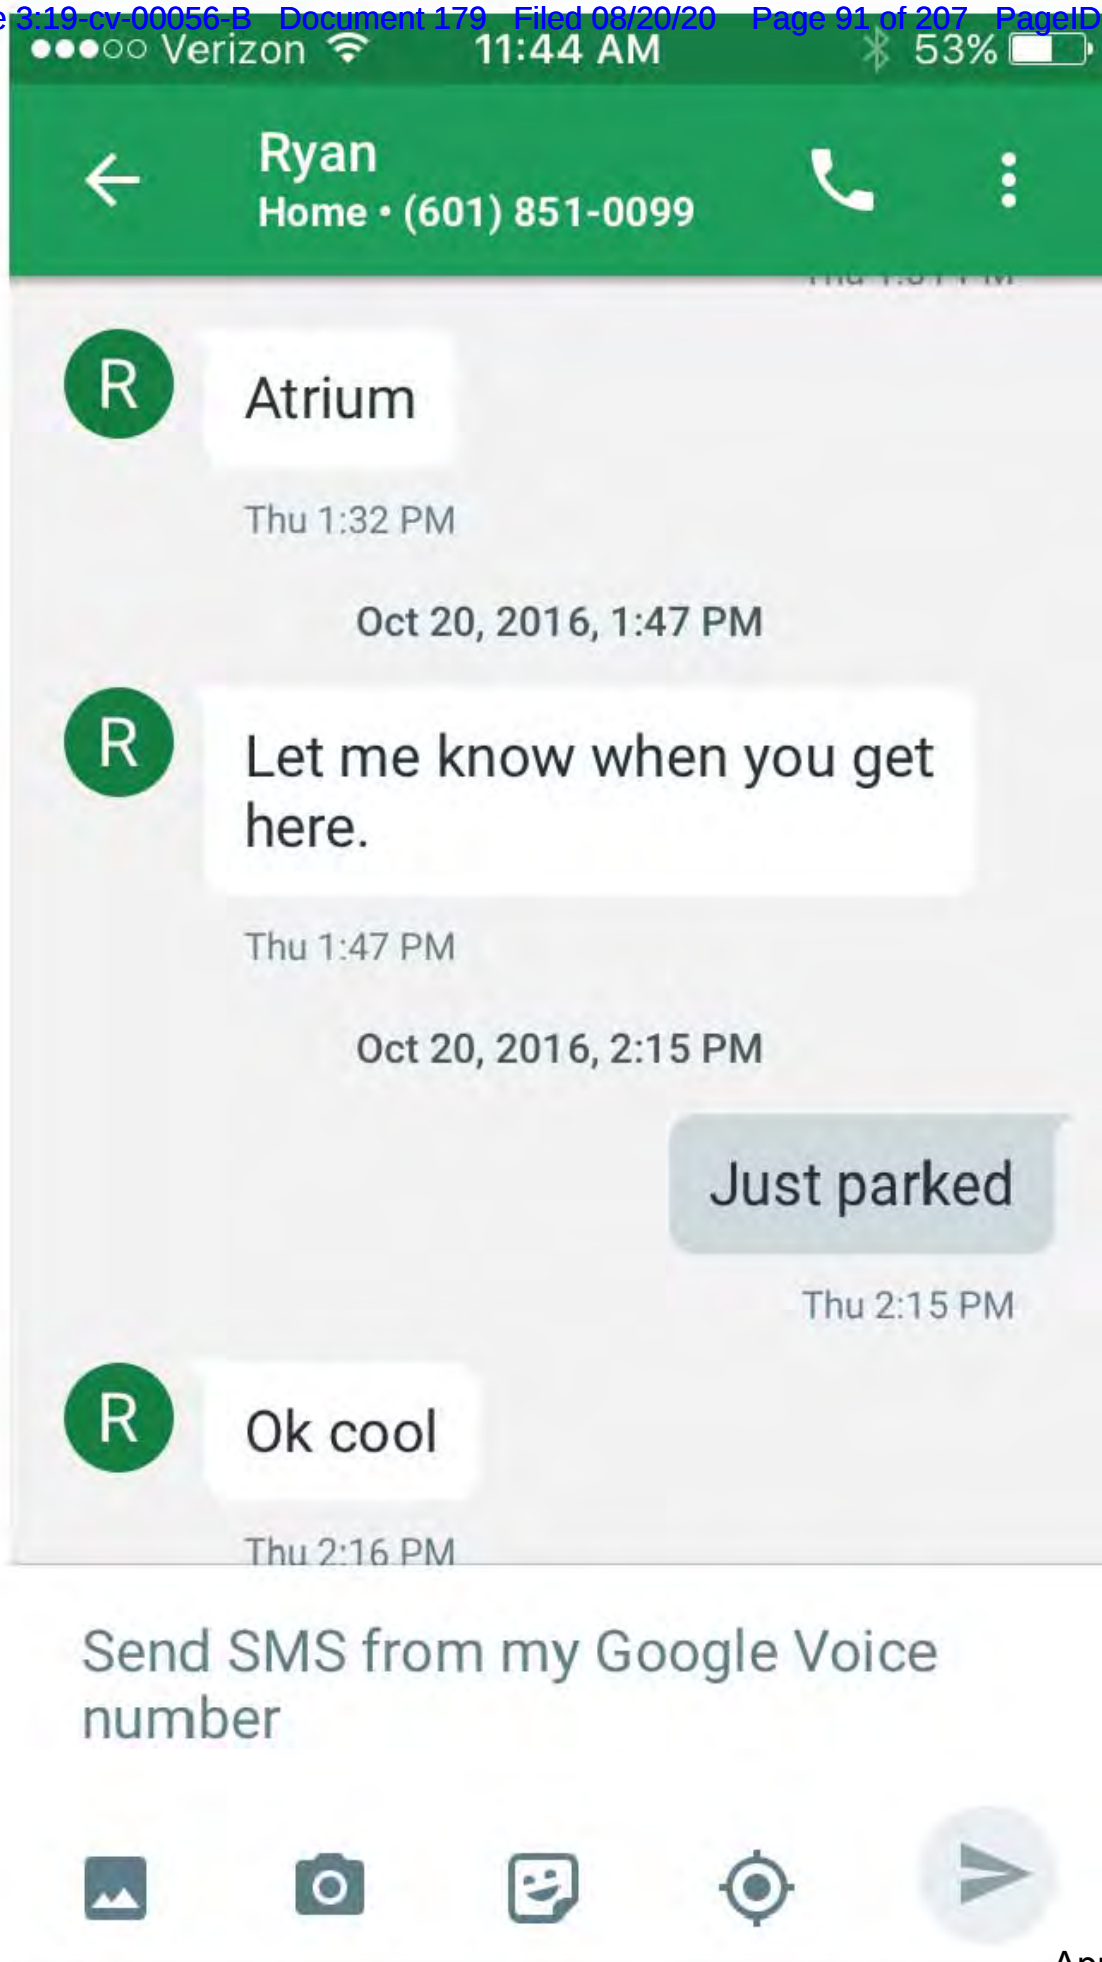 3:19-cv-00056-B Document 179 Filed 08/20/20 Page 91 of 207 PageID
Verizon 11:44 AM 53%
Ryan
Home • (601) 851-0099
R
Atrium
Thu 1:32 PM
Oct 20, 2016, 1:47 PM
R
Let me know when you get
here.
Thu 1:47 PM
Oct 20, 2016, 2:15 PM
Just parked
Thu 2:15 PM
R
Ok cool
Thu 2:16 PM
Send SMS from my Google Voice
number